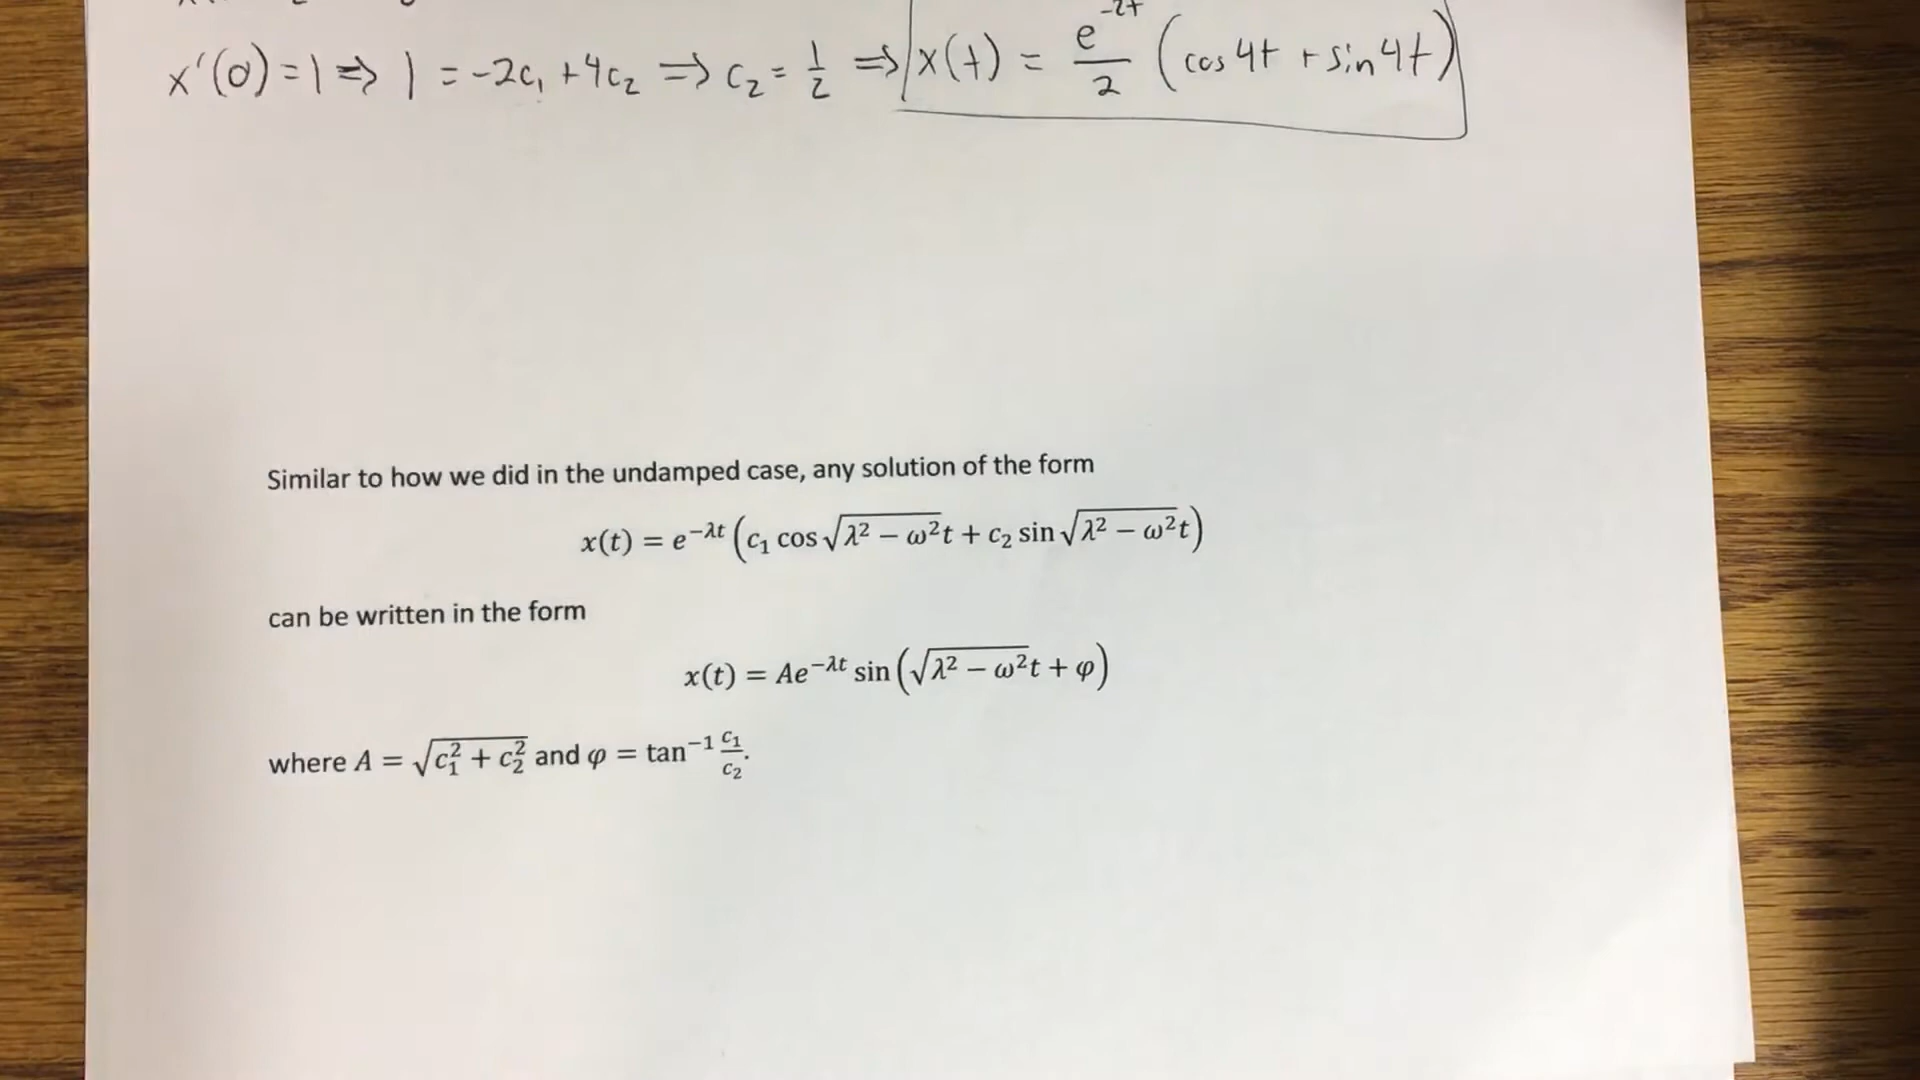 x'(0) = 1 ⇒ 1 = -2c₁ + 4c₂ ⇒ c₂ = 1/2 ⇒ x(t) = e^{-2t}/2 (cos 4t + sin 4t)
Similar to how we did in the undamped case, any solution of the form
x(t) = e^{−λt} (c₁ cos √(λ² − ω²)t + c₂ sin √(λ² − ω²)t)
can be written in the form
x(t) = Ae^{−λt} sin (√(λ² − ω²)t + φ)
where A = √(c₁² + c₂²) and φ = tan⁻¹ c₁/c₂.